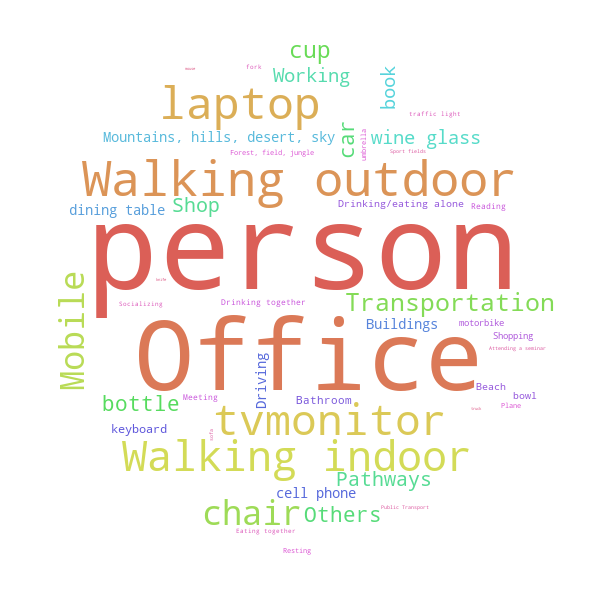 cup
fork
Working
book
laptop
traffic light
car
umbrella
Mountains, hills, desert, sky
wine glass
Forest, field, jungle
Sport fields
Walking outdoor
dining table
Shop
Drinking/eating alone
Reading
person
Mobile
Socializing
Drinking together
Transportation
Office
Buildings
motorbike
Shopping
Attending a seminar
Driving
Beach
bottle
Meeting
Bathroom
bowl
Plane
tvmonitor
keyboard
sofa
Walking indoor
Pathways
cell phone
chair
Others
Public Transport
Eating together
Resting